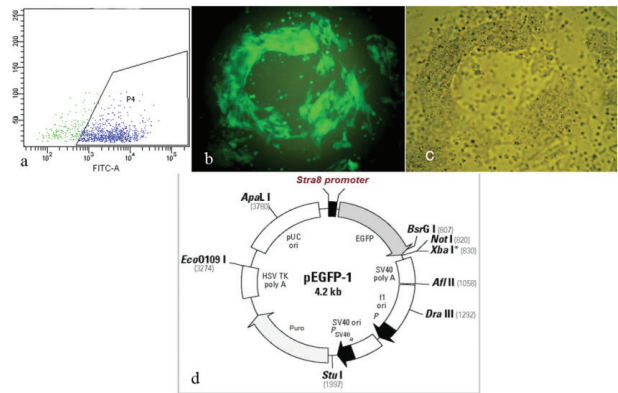 250
200
150
100
50
P4
10²
10³
10⁴
10⁵
FITC-A
a
b
c
Stra8 promoter
ApaL I
(3780)
BsrG I (807)
Not I (820)
Xba I* (830)
EGFP
pUC
ori
EcoO109 I
(3274)
pEGFP-1
4.2 kb
SV40
poly A
Afl II (1058)
HSV TK
poly A
f1
ori
P
Dra III (1292)
Puro
SV40 ori
P
SV40
e
Stu I
(1997)
d